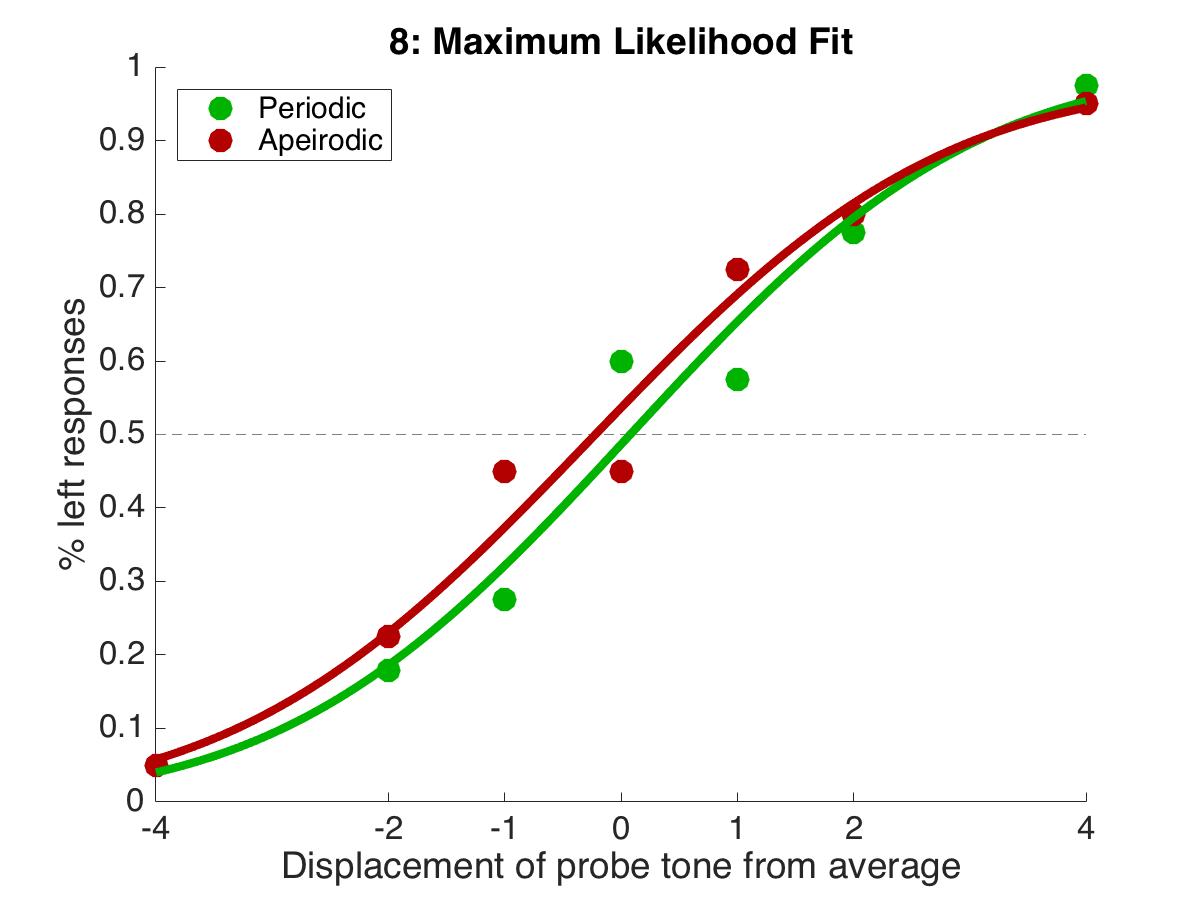 8: Maximum Likelihood Fit
Periodic
Apeirodic
% left responses
1
0.9
0.8
0.7
0.6
0.5
0.4
0.3
0.2
0.1
0
-4 -2 -1 0 1 2 4
Displacement of probe tone from average